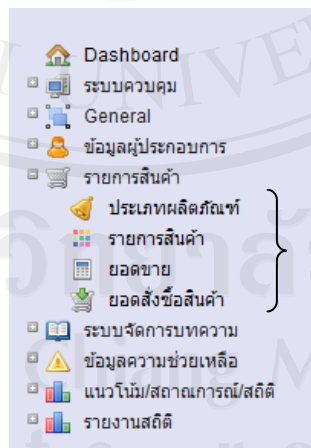 Dashboard
ระบบควบคุม
General
ข้อมูลผู้ประกอบการ
รายการสินค้า
ประเภทผลิตภัณฑ์
รายการสินค้า
ยอดขาย
ยอดสั่งซื้อสินค้า
ระบบจัดการบทความ
ข้อมูลความช่วยเหลือ
แนวโน้ม/สถาณการณ์/สถิติ
รายงานสถิติ